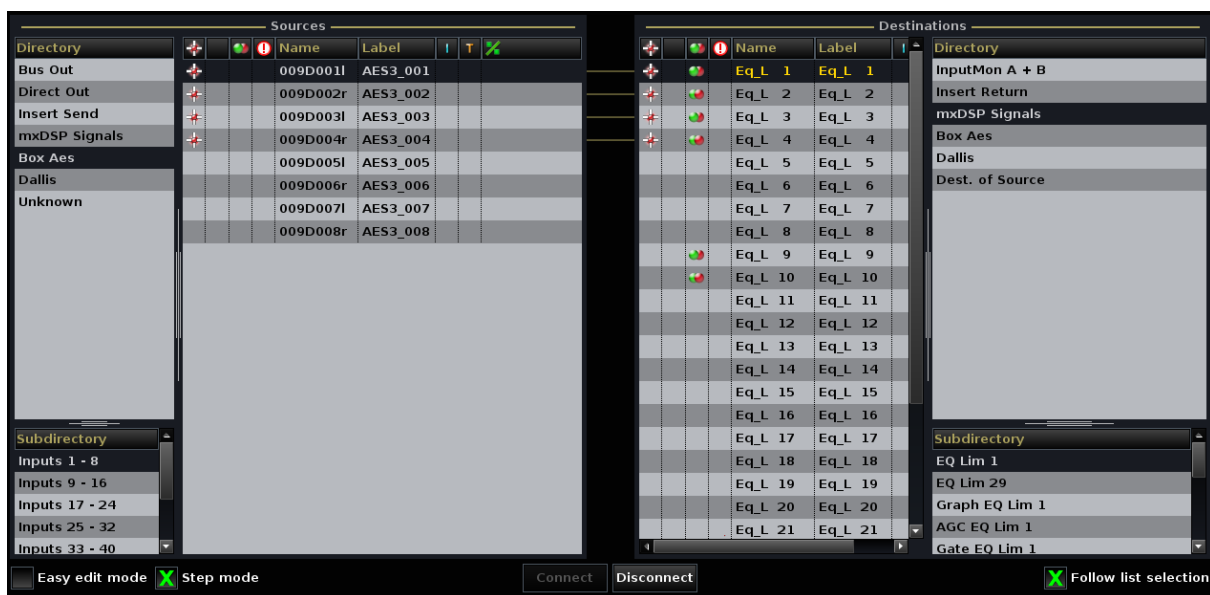 Sources
Destinations
Directory
Bus Out
Direct Out
Insert Send
mxDSP Signals
Box Aes
Dallis
Unknown
Subdirectory
Inputs 1 - 8
Inputs 9 - 16
Inputs 17 - 24
Inputs 25 - 32
Inputs 33 - 40
Name Label I T
009D001l AES3_001
009D002r AES3_002
009D003l AES3_003
009D004r AES3_004
009D005l AES3_005
009D006r AES3_006
009D007l AES3_007
009D008r AES3_008
Name Label I
Eq_L 1 Eq_L 1
Eq_L 2 Eq_L 2
Eq_L 3 Eq_L 3
Eq_L 4 Eq_L 4
Eq_L 5 Eq_L 5
Eq_L 6 Eq_L 6
Eq_L 7 Eq_L 7
Eq_L 8 Eq_L 8
Eq_L 9 Eq_L 9
Eq_L 10 Eq_L 10
Eq_L 11 Eq_L 11
Eq_L 12 Eq_L 12
Eq_L 13 Eq_L 13
Eq_L 14 Eq_L 14
Eq_L 15 Eq_L 15
Eq_L 16 Eq_L 16
Eq_L 17 Eq_L 17
Eq_L 18 Eq_L 18
Eq_L 19 Eq_L 19
Eq_L 20 Eq_L 20
Eq_L 21 Eq_L 21
Directory
InputMon A + B
Insert Return
mxDSP Signals
Box Aes
Dallis
Dest. of Source
Subdirectory
EQ Lim 1
EQ Lim 29
Graph EQ Lim 1
AGC EQ Lim 1
Gate EQ Lim 1
Easy edit mode
X Step mode
Connect
Disconnect
X Follow list selection